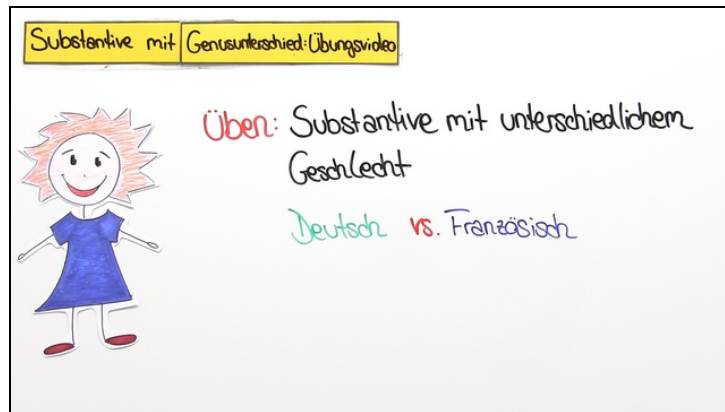 Substantive mit Genusunterschied: Übungsvideo
Üben: Substantive mit unterschiedlichem
Geschlecht
Deutsch vs. Französisch